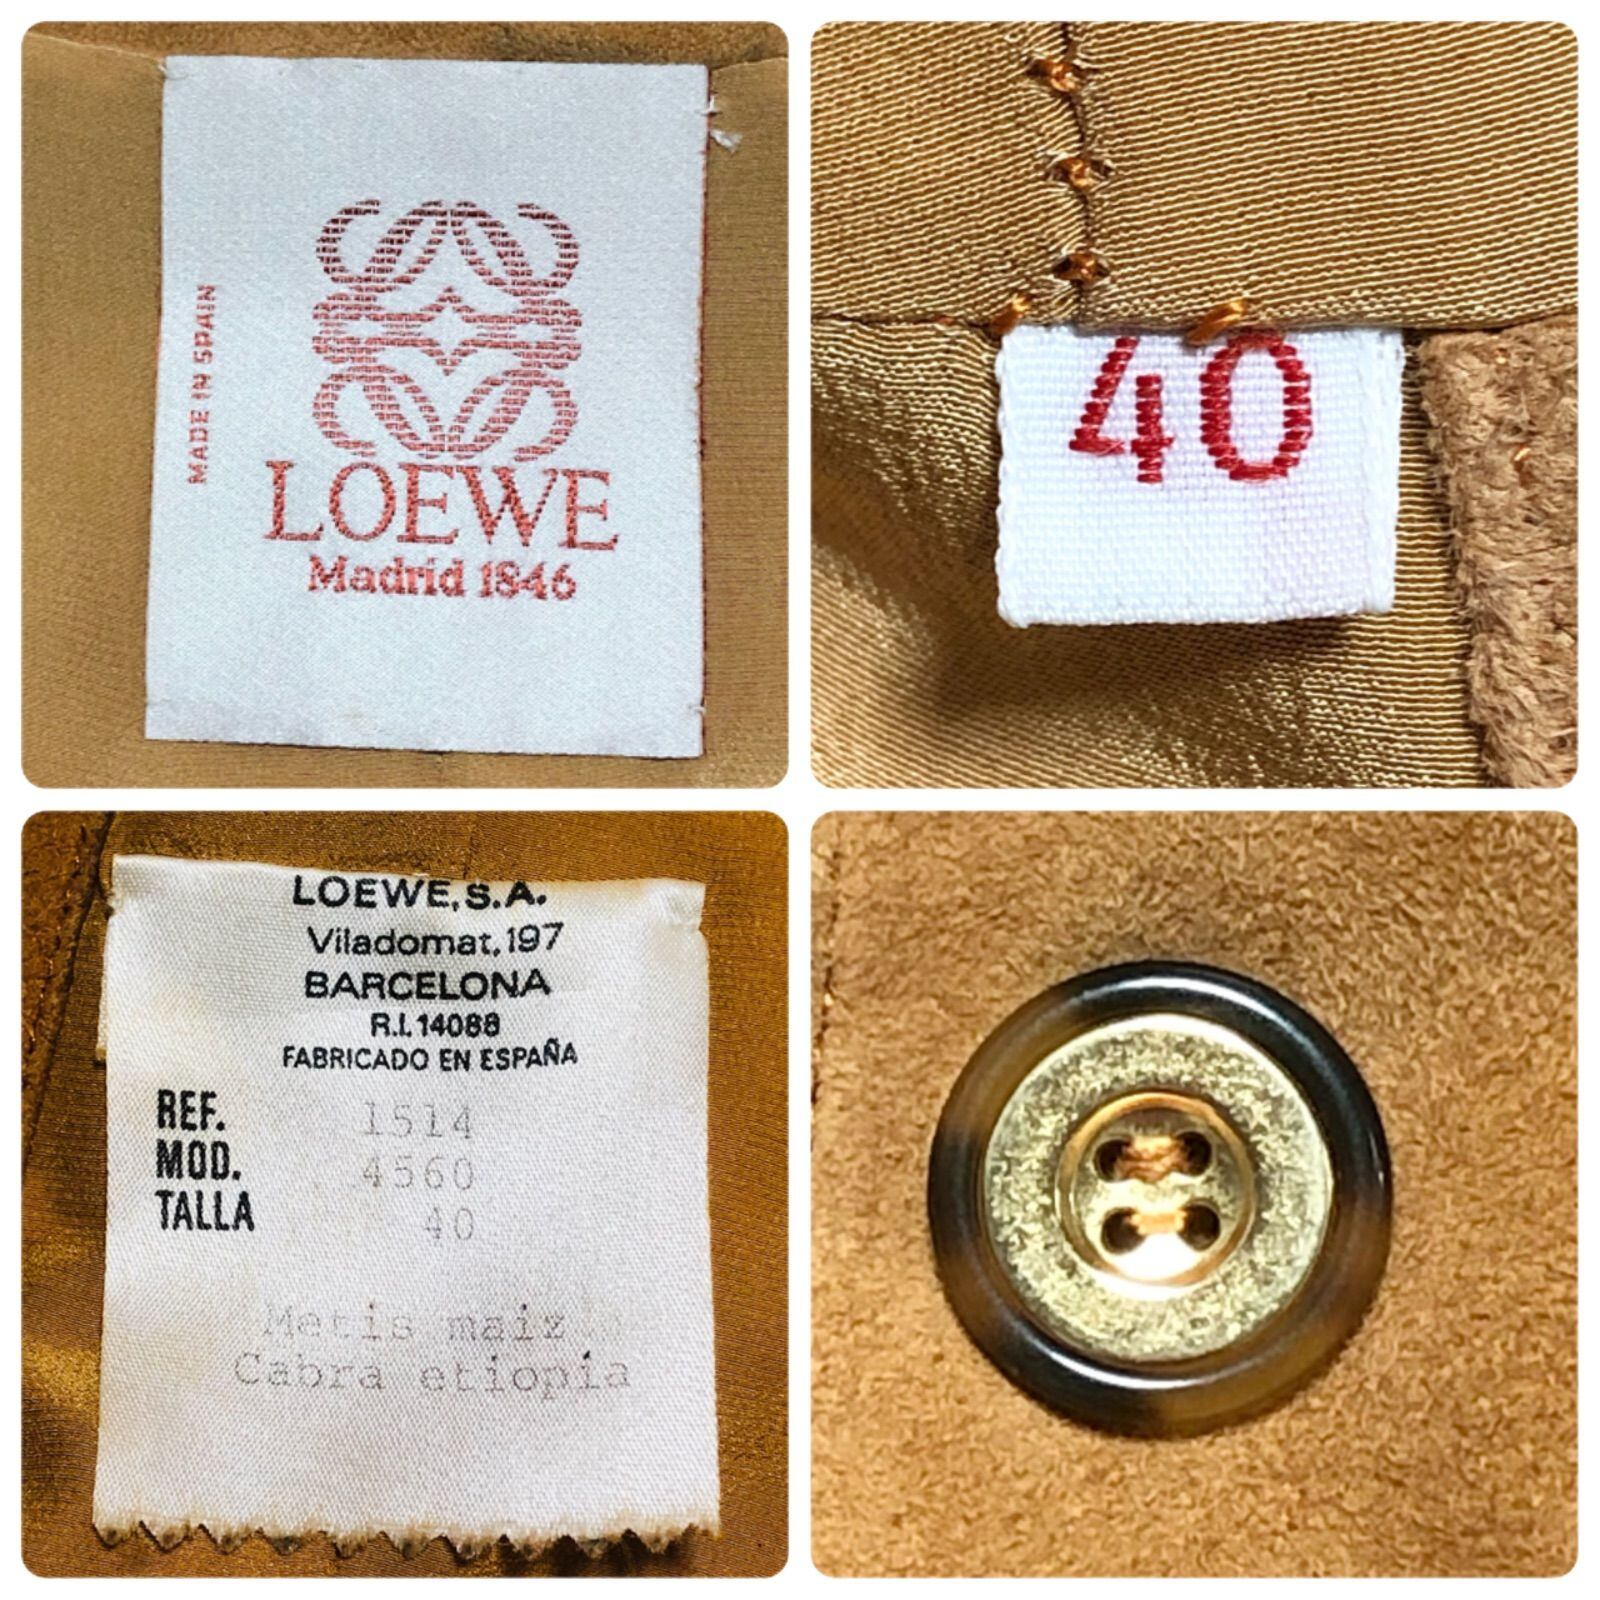 MADE IN SPAIN
LOEWE
Madrid 1846
40
LOEWE, S.A.
Viladomat, 197
BARCELONA
R.I. 14088
FABRICADO EN ESPAÑA
REF. 1514
MOD. 4560
TALLA 40
Metis maiz
Cabra etiopía